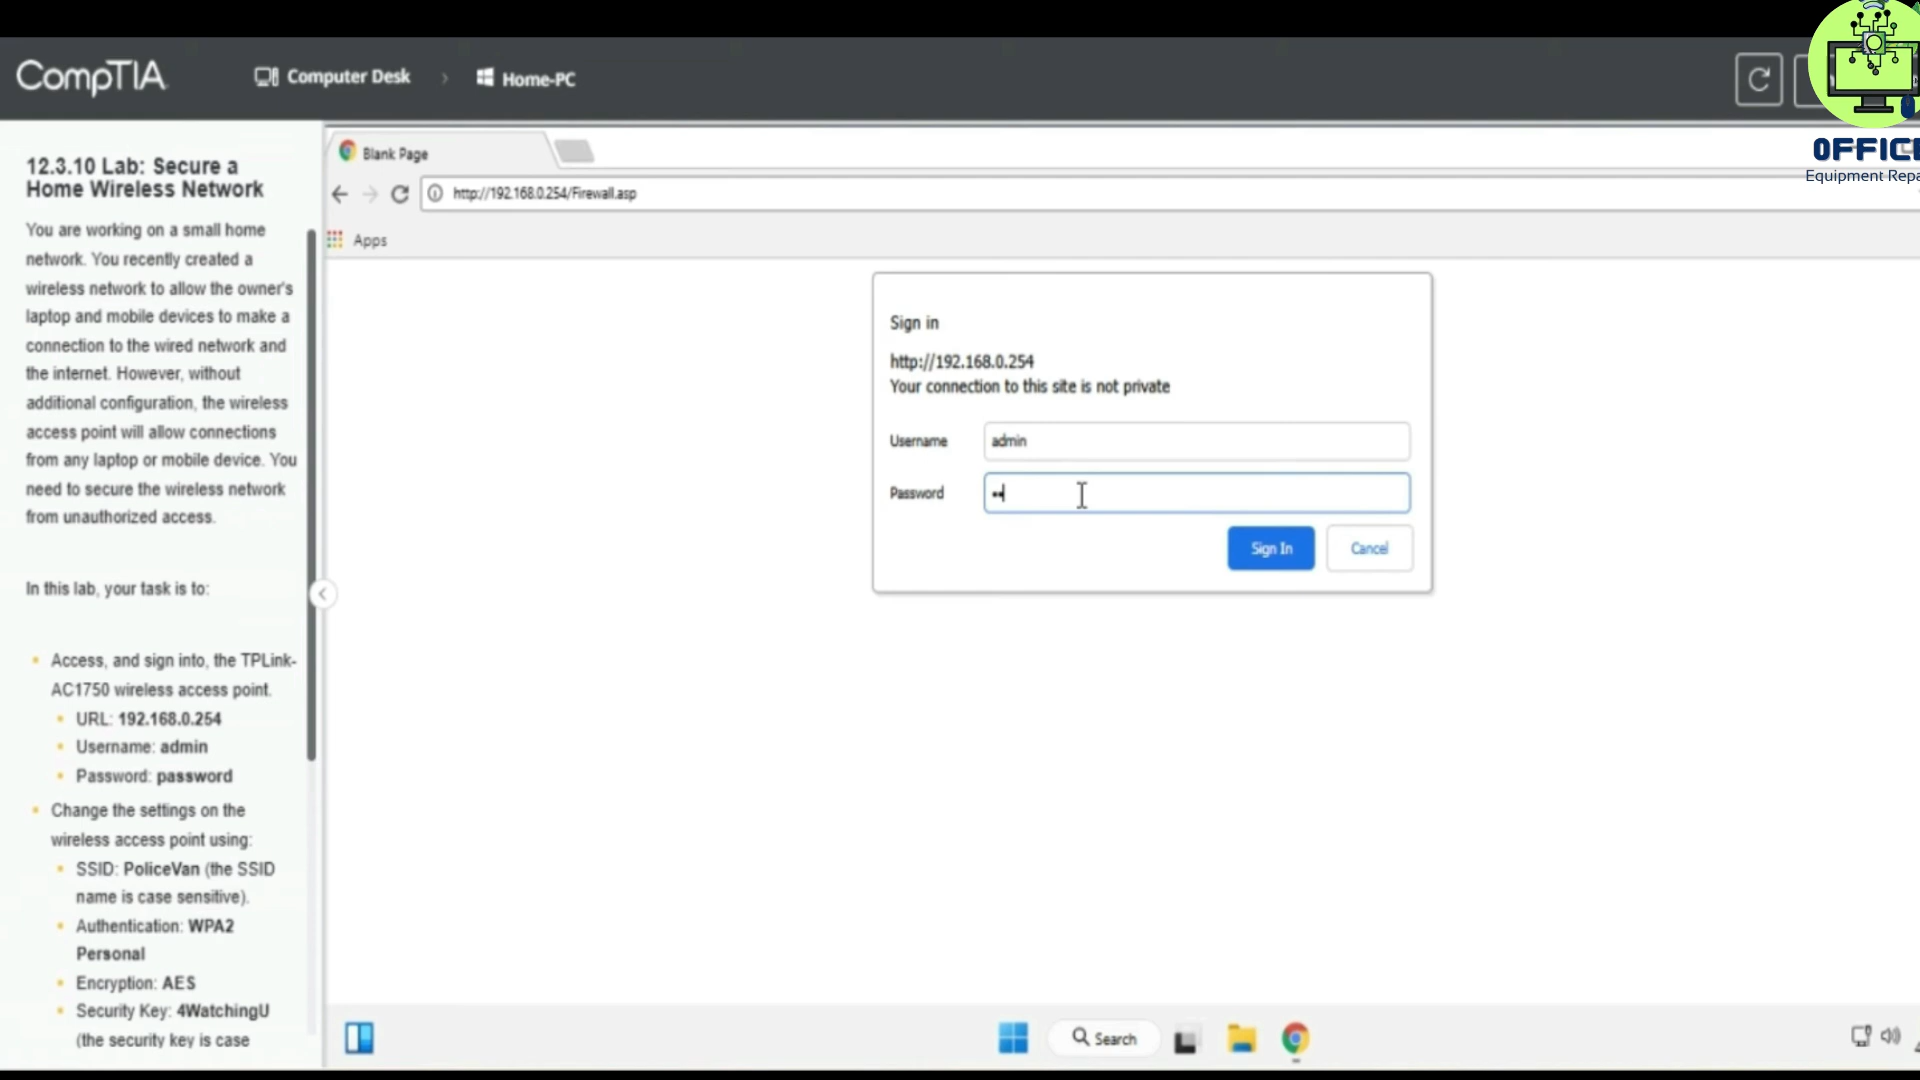 CompTIA
Computer Desk
Home-PC
OFFICE
Equipment Repa
12.3.10 Lab: Secure a
Home Wireless Network
You are working on a small home
network. You recently created a
wireless network to allow the owner's
laptop and mobile devices to make a
connection to the wired network and
the internet. However, without
additional configuration, the wireless
access point will allow connections
from any laptop or mobile device. You
need to secure the wireless network
from unauthorized access.
In this lab, your task is to:
Access, and sign into, the TPLink-
AC1750 wireless access point.
URL: 192.168.0.254
Username: admin
Password: password
Change the settings on the
wireless access point using:
SSID: PoliceVan (the SSID
name is case sensitive).
Authentication: WPA2
Personal
Encryption: AES
Security Key: 4WatchingU
(the security key is case
Blank Page
http://192.168.0.254/Firewall.asp
Apps
Sign in
http://192.168.0.254
Your connection to this site is not private
Username
admin
Password
Sign In
Cancel
Search